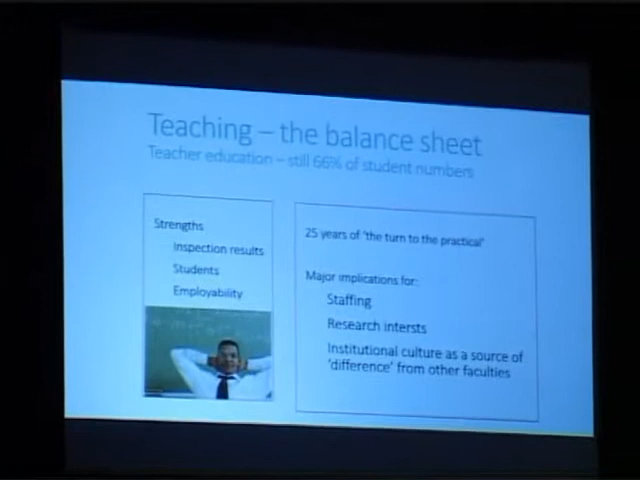 Teaching – the balance sheet
Teacher education – still 66% of student numbers
Strengths
Inspection results
Students
Employability
25 years of 'the turn to the practical'
Major implications for:
Staffing
Research intersts
Institutional culture as a source of
'difference' from other faculties